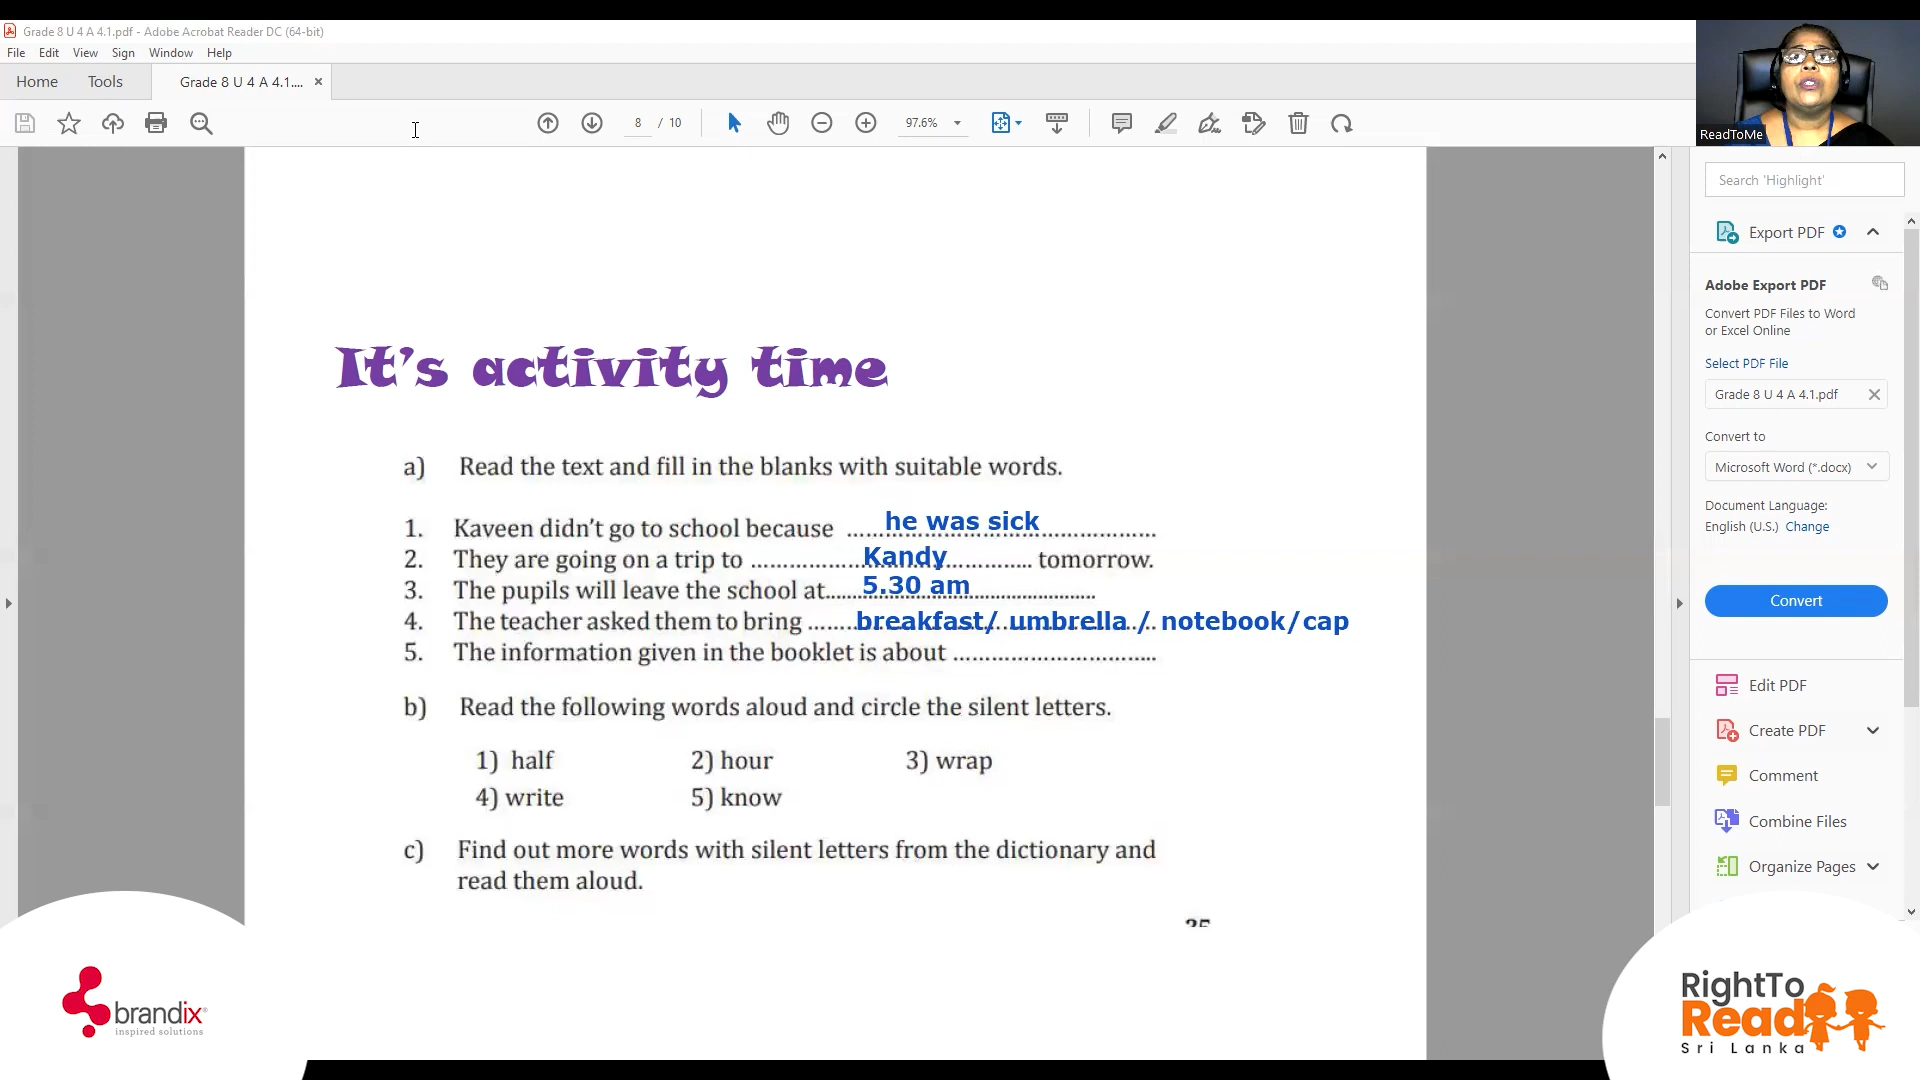 Grade 8 U 4 A 4.1.pdf - Adobe Acrobat Reader DC (64-bit)
File Edit View Sign Window Help
Home Tools Grade 8 U 4 A 4.1.... ×
8 / 10 97.6%
ReadToMe
Search 'Highlight'
Export PDF
Adobe Export PDF
Convert PDF Files to Word
or Excel Online
Select PDF File
Grade 8 U 4 A 4.1.pdf
Convert to
Microsoft Word (*.docx)
Document Language:
English (U.S.) Change
Convert
Edit PDF
Create PDF
Comment
Combine Files
Organize Pages
It's activity time
a) Read the text and fill in the blanks with suitable words.
1. Kaveen didn't go to school because he was sick
2. They are going on a trip to Kandy tomorrow.
3. The pupils will leave the school at 5.30 am
4. The teacher asked them to bring breakfast/ umbrella / notebook/cap
5. The information given in the booklet is about ................................
b) Read the following words aloud and circle the silent letters.
1) half 2) hour 3) wrap
4) write 5) know
c) Find out more words with silent letters from the dictionary and
read them aloud.
brandix
inspired solutions
RightTo
Read
Sri Lanka